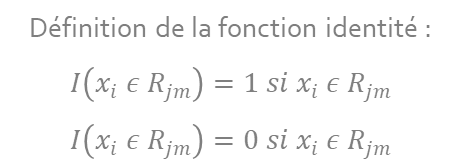 Définition de la fonction identité :
I(xᵢ ϵ Rⱼₘ) = 1 si xᵢ ϵ Rⱼₘ
I(xᵢ ϵ Rⱼₘ) = 0 si xᵢ ϵ Rⱼₘ